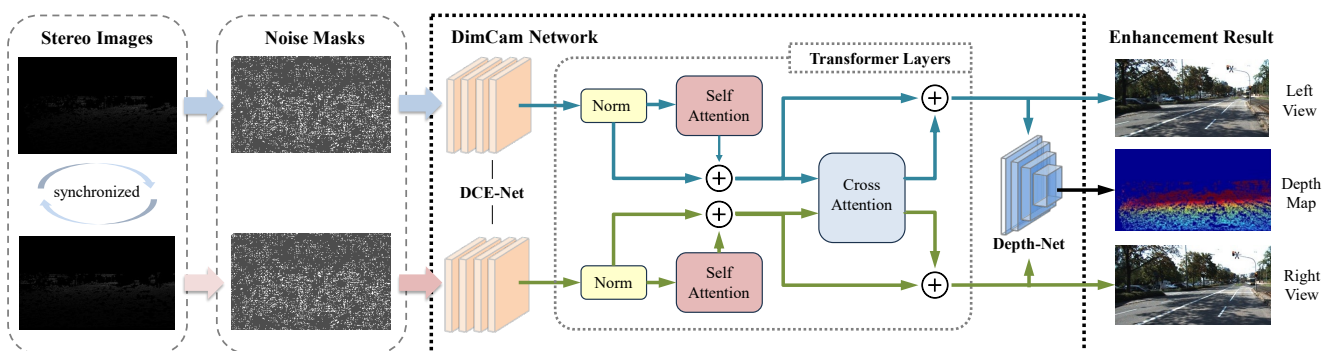 Stereo Images
Noise Masks
DimCam Network
Enhancement Result
Transformer Layers
Norm
Self
Attention
Left
View
synchronized
DCE-Net
Cross
Attention
Depth
Map
Depth-Net
Norm
Self
Attention
Right
View